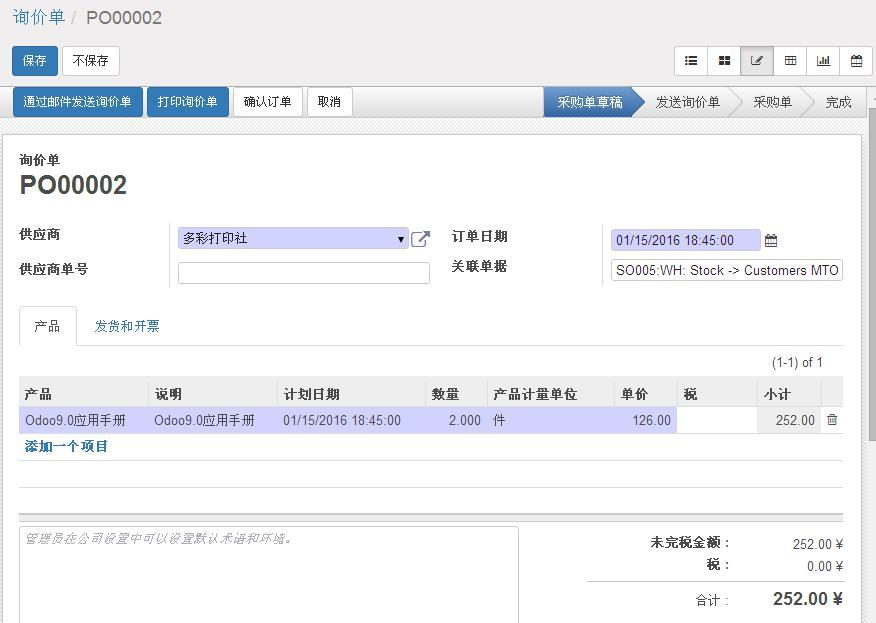 询价单 / PO00002
保存 不保存
通过邮件发送询价单 打印询价单 确认订单 取消 采购单草稿 发送询价单 采购单 完成
询价单
PO00002
供应商 多彩打印社 订单日期 01/15/2016 18:45:00
供应商单号 关联单据 SO005:WH: Stock -> Customers MTO
产品 发货和开票
(1-1) of 1
产品 说明 计划日期 数量 产品计量单位 单价 税 小计
Odoo9.0应用手册 Odoo9.0应用手册 01/15/2016 18:45:00 2.000 件 126.00 252.00
添加一个项目
管理员在公司设置中可以设置默认术语和环境。
未完税金额 : 252.00 ¥
税 : 0.00 ¥
合计 : 252.00 ¥